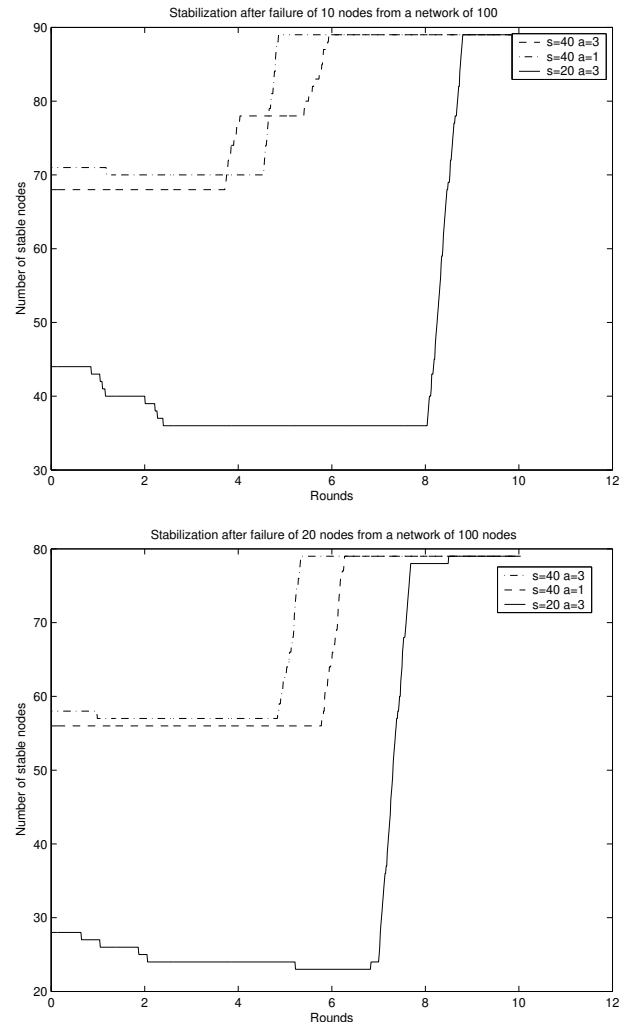 Stabilization after failure of 10 nodes from a network of 100
90
80
70
60
50
40
30
Number of stable nodes
s=40 a=3
s=40 a=1
s=20 a=3
0 2 4 6 8 10 12
Rounds
Stabilization after failure of 20 nodes from a network of 100 nodes
80
70
60
50
40
30
20
Number of stable nodes
s=40 a=3
s=40 a=1
s=20 a=3
0 2 4 6 8 10 12
Rounds